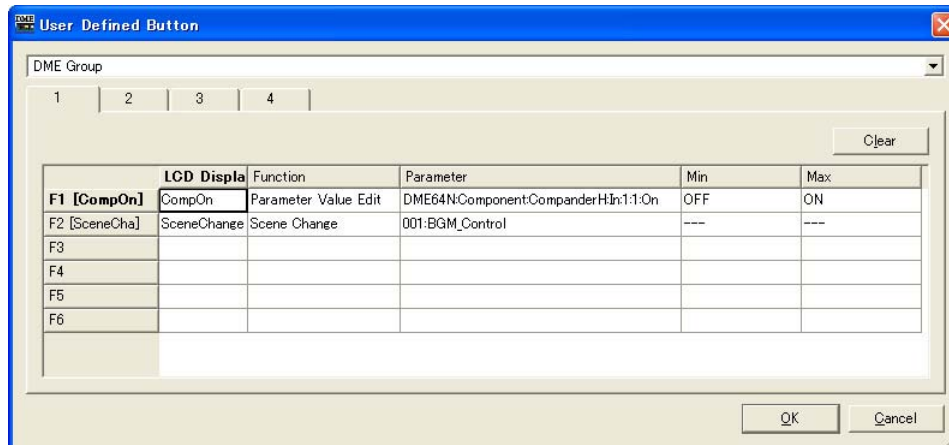 DME User Defined Button
DME Group
1 2 3 4
Clear
LCD Displa Function Parameter Min Max
F1 [CompOn] CompOn Parameter Value Edit DME64N:Component:CompanderH:In:1:1:On OFF ON
F2 [SceneCha] SceneChange Scene Change 001:BGM_Control --- ---
F3
F4
F5
F6
OK Cancel